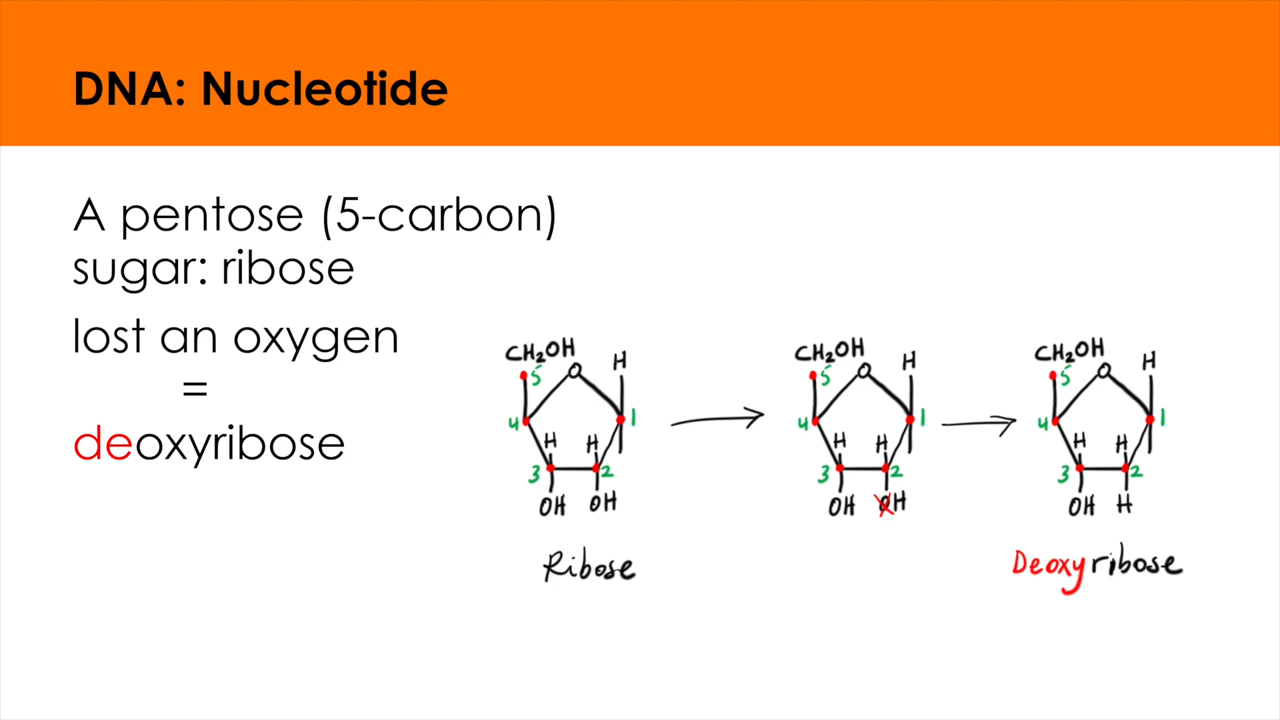 DNA: Nucleotide
A pentose (5-carbon)
sugar: ribose
lost an oxygen
=
deoxyribose
CH₂OH O H
5
4 1
H H
3 2
OH OH
Ribose
CH₂OH O H
5
4 1
H H
3 2
OH OH
CH₂OH O H
5
4 1
H H
3 2
OH H
Deoxyribose